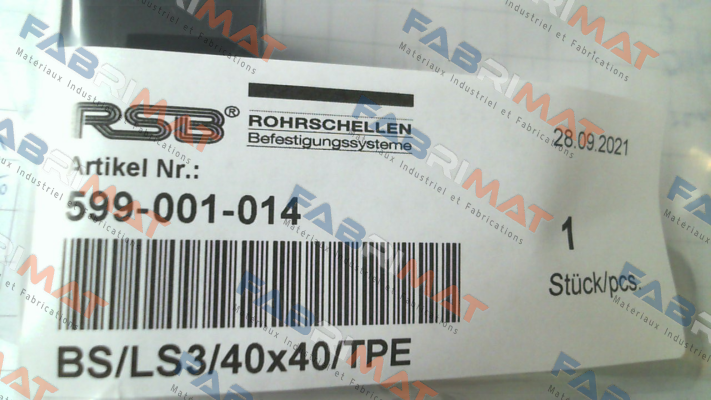 RSB®
ROHRSCHELLEN
Befestigungssysteme
28.09.2021
Artikel Nr.:
599-001-014
1
Stück/pcs.
BS/LS3/40x40/TPE
FABRIMAT
Materiaux Industriel et Fabrications